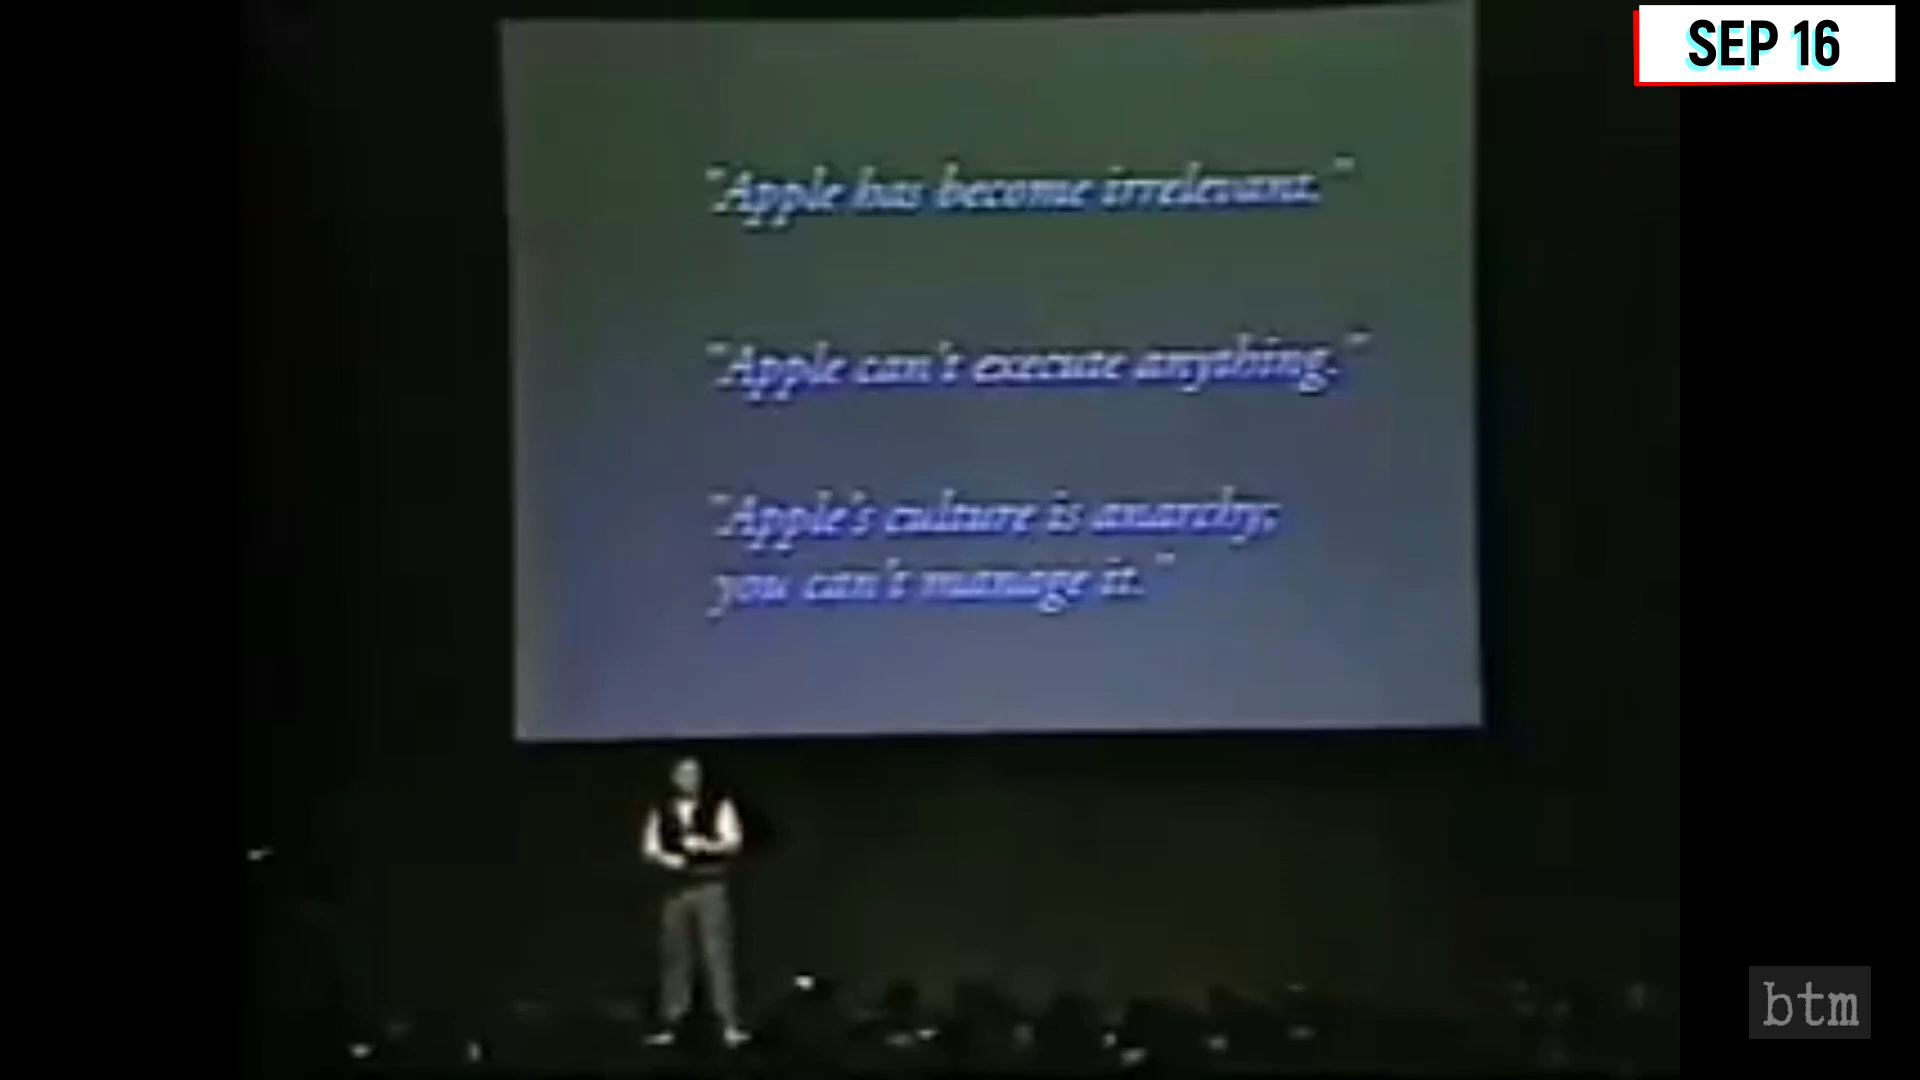 SEP 16
"Apple has become irrelevant."
"Apple can't execute anything."
"Apple's culture is anarchy;
you can't manage it."
btm